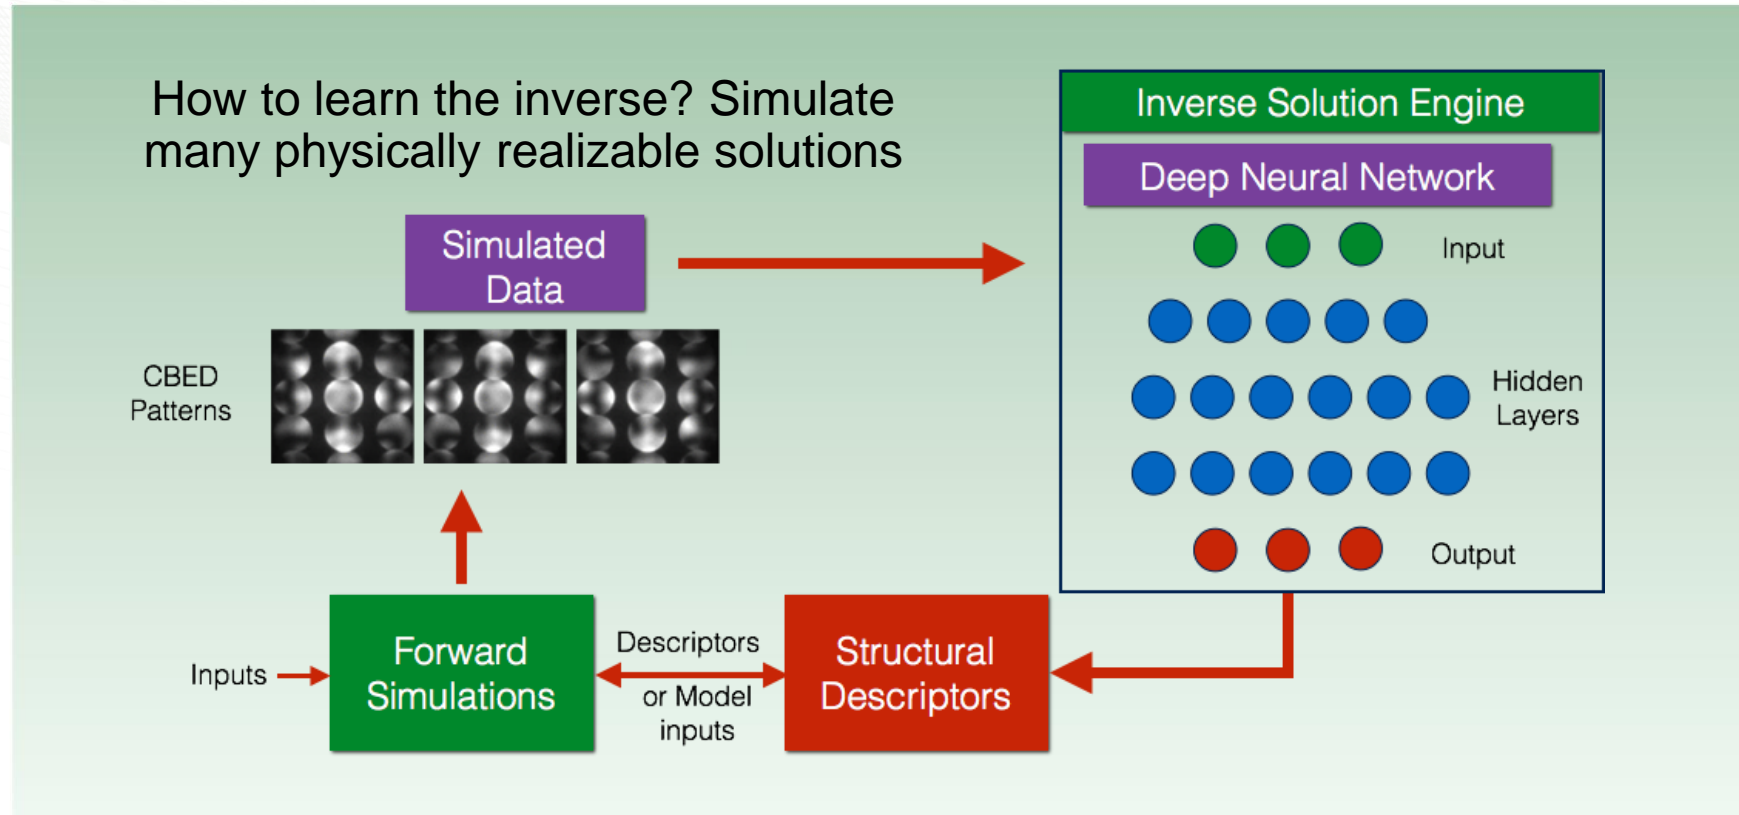 How to learn the inverse? Simulate
many physically realizable solutions
Inverse Solution Engine
Deep Neural Network
Simulated
Data
Input
CBED
Patterns
Hidden
Layers
Output
Inputs
Forward
Simulations
Descriptors
or Model
inputs
Structural
Descriptors